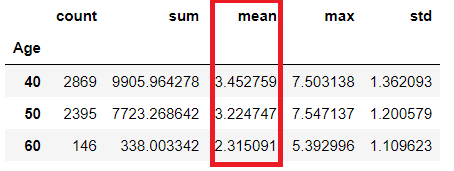 count sum mean max std
Age
40 2869 9905.964278 3.452759 7.503138 1.362093
50 2395 7723.268642 3.224747 7.547137 1.200579
60 146 338.003342 2.315091 5.392996 1.109623